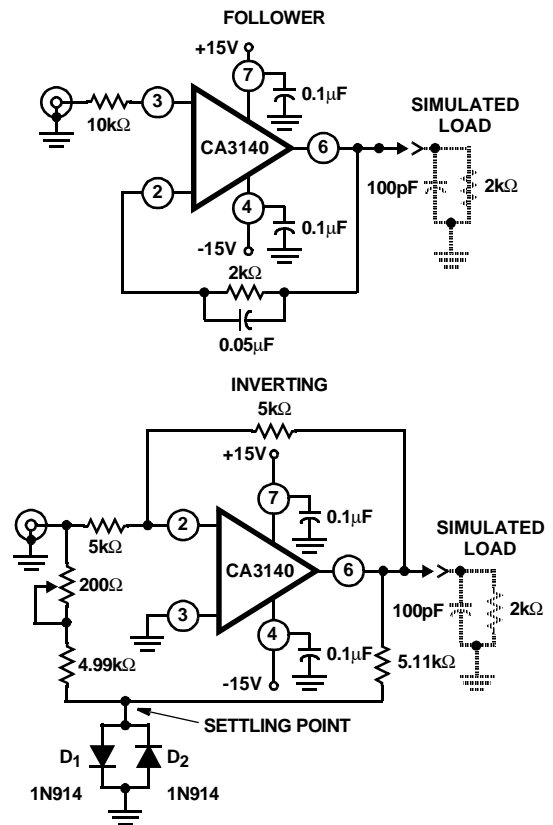 FOLLOWER
+15V
7
0.1µF
3
10kΩ
CA3140
6
SIMULATED
LOAD
100pF
2kΩ
2
4
0.1µF
-15V
2kΩ
0.05µF
INVERTING
5kΩ
+15V
7
0.1µF
5kΩ
2
CA3140
6
SIMULATED
LOAD
100pF
2kΩ
200Ω
3
4
0.1µF
5.11kΩ
4.99kΩ
-15V
SETTLING POINT
D1
D2
1N914
1N914